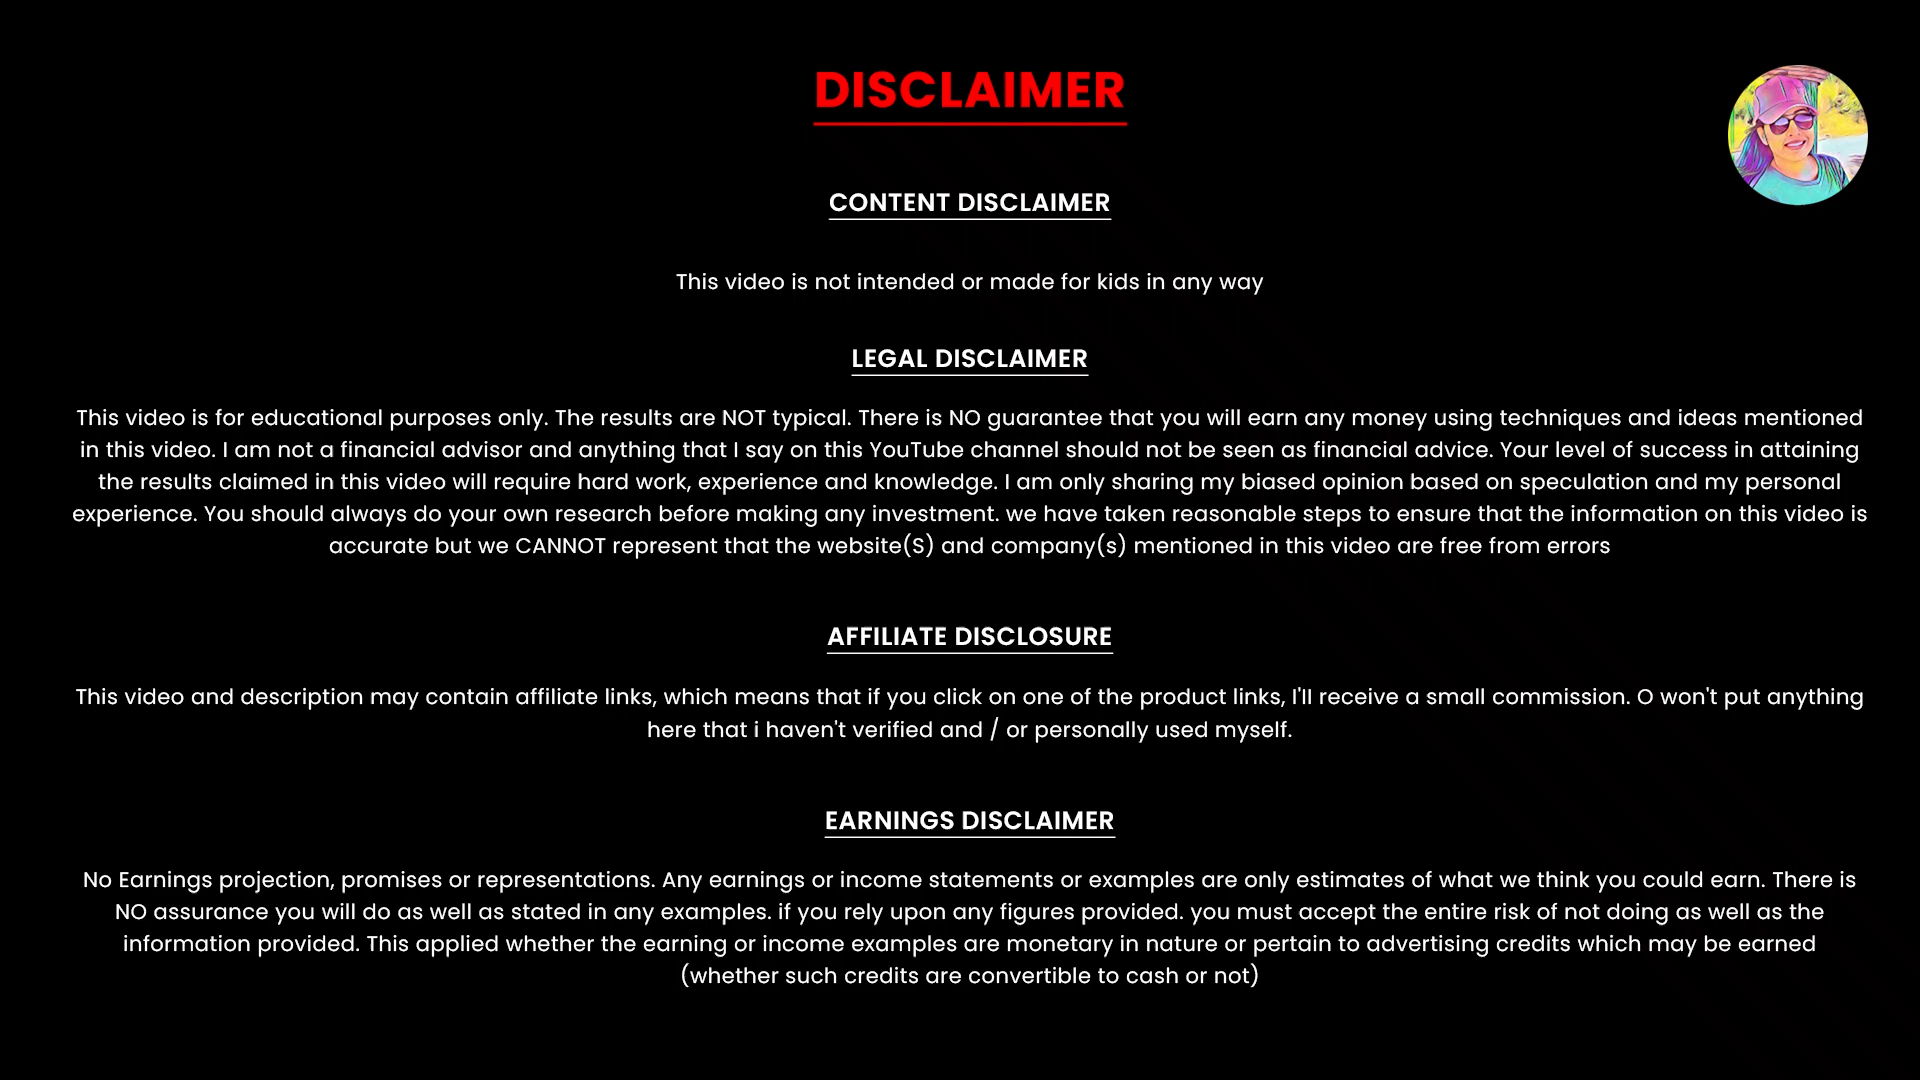 DISCLAIMER
CONTENT DISCLAIMER
This video is not intended or made for kids in any way
LEGAL DISCLAIMER
This video is for educational purposes only. The results are NOT typical. There is NO guarantee that you will earn any money using techniques and ideas mentioned
in this video. I am not a financial advisor and anything that I say on this YouTube channel should not be seen as financial advice. Your level of success in attaining
the results claimed in this video will require hard work, experience and knowledge. I am only sharing my biased opinion based on speculation and my personal
experience. You should always do your own research before making any investment. we have taken reasonable steps to ensure that the information on this video is
accurate but we CANNOT represent that the website(S) and company(s) mentioned in this video are free from errors
AFFILIATE DISCLOSURE
This video and description may contain affiliate links, which means that if you click on one of the product links, I'll receive a small commission. O won't put anything
here that i haven't verified and / or personally used myself.
EARNINGS DISCLAIMER
No Earnings projection, promises or representations. Any earnings or income statements or examples are only estimates of what we think you could earn. There is
NO assurance you will do as well as stated in any examples. if you rely upon any figures provided. you must accept the entire risk of not doing as well as the
information provided. This applied whether the earning or income examples are monetary in nature or pertain to advertising credits which may be earned
(whether such credits are convertible to cash or not)